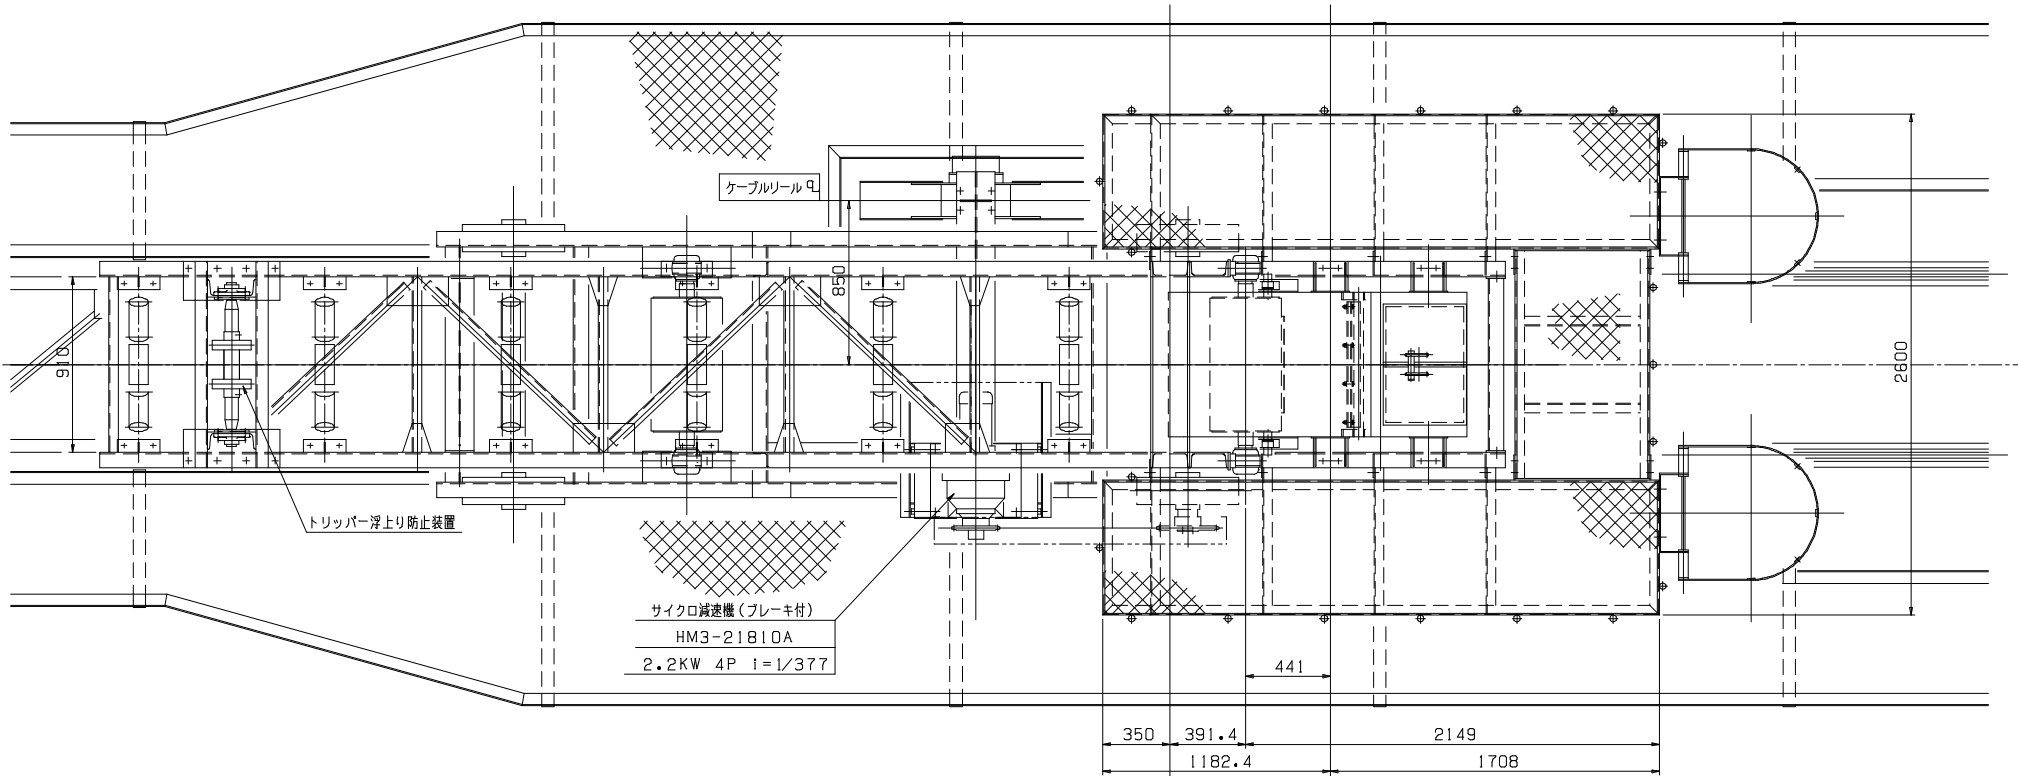 ケーブルリール ℄
850
910
2600
トリッパー浮上り防止装置
サイクロ減速機(ブレーキ付)
HM3-21810A
2.2KW 4P i=1/377
441
350
391.4
2149
1182.4
1708